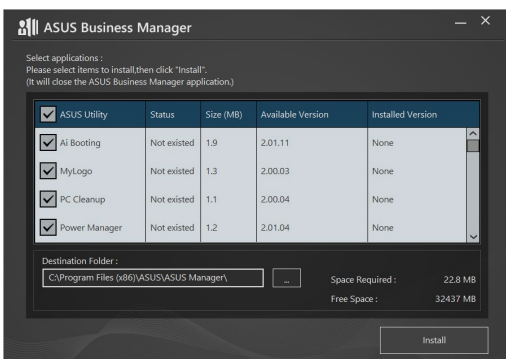 ASUS Business Manager
Select applications :
Please select items to install,then click "Install".
(It will close the ASUS Business Manager application.)
ASUS Utility Status Size (MB) Available Version Installed Version
Ai Booting Not existed 1.9 2.01.11 None
MyLogo Not existed 1.3 2.00.03 None
PC Cleanup Not existed 1.1 2.00.04 None
Power Manager Not existed 1.2 2.01.04 None
Destination Folder :
C:\Program Files (x86)\ASUS\ASUS Manager\ ... Space Required : 22.8 MB
Free Space : 32437 MB
Install